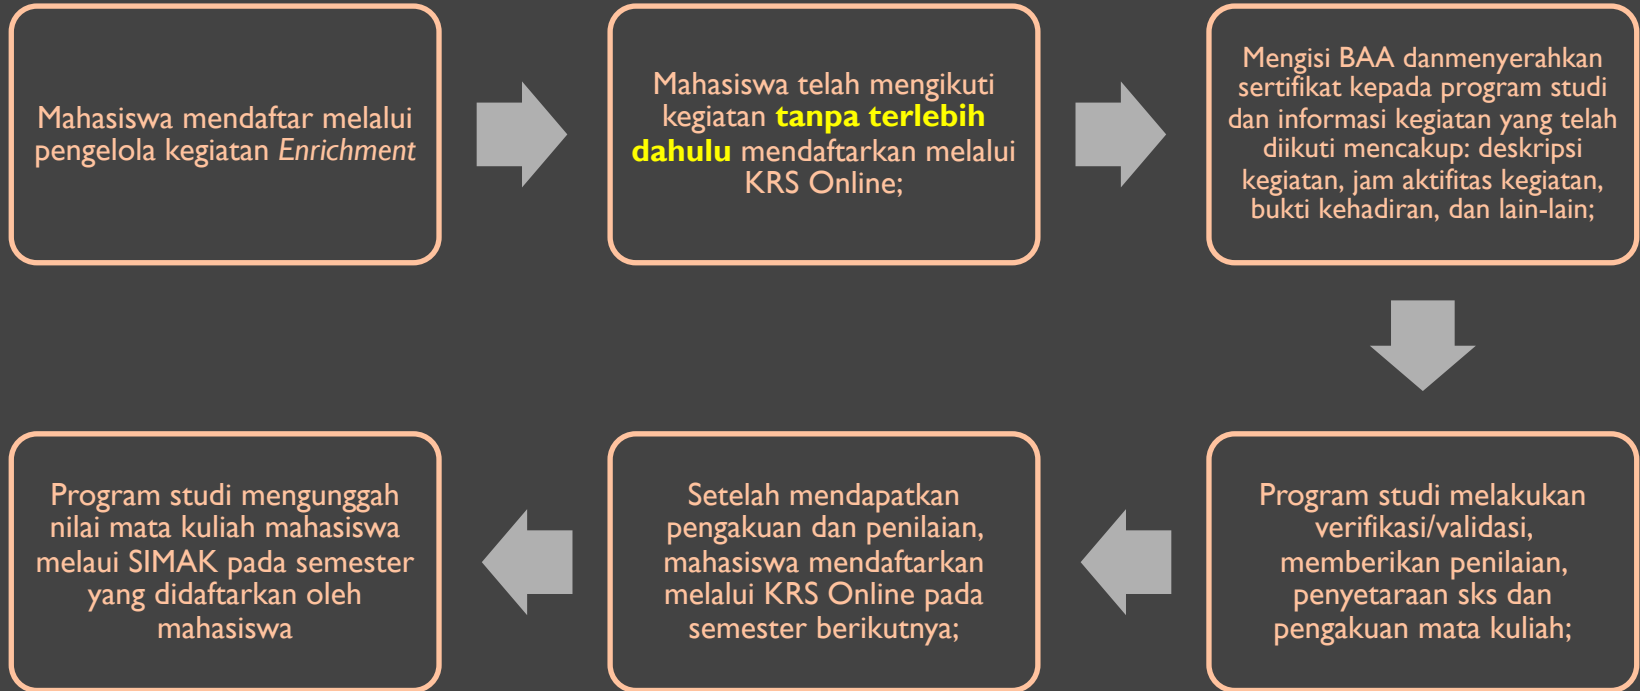 Mahasiswa mendaftar melalui
pengelola kegiatan Enrichment
Mahasiswa telah mengikuti
kegiatan tanpa terlebih
dahulu mendaftarkan melalui
KRS Online;
Mengisi BAA danmenyerahkan
sertifikat kepada program studi
dan informasi kegiatan yang telah
diikuti mencakup: deskripsi
kegiatan, jam aktifitas kegiatan,
bukti kehadiran, dan lain-lain;
Program studi melakukan
verifikasi/validasi,
memberikan penilaian,
penyetaraan sks dan
pengakuan mata kuliah;
Setelah mendapatkan
pengakuan dan penilaian,
mahasiswa mendaftarkan
melalui KRS Online pada
semester berikutnya;
Program studi mengunggah
nilai mata kuliah mahasiswa
melaui SIMAK pada semester
yang didaftarkan oleh
mahasiswa